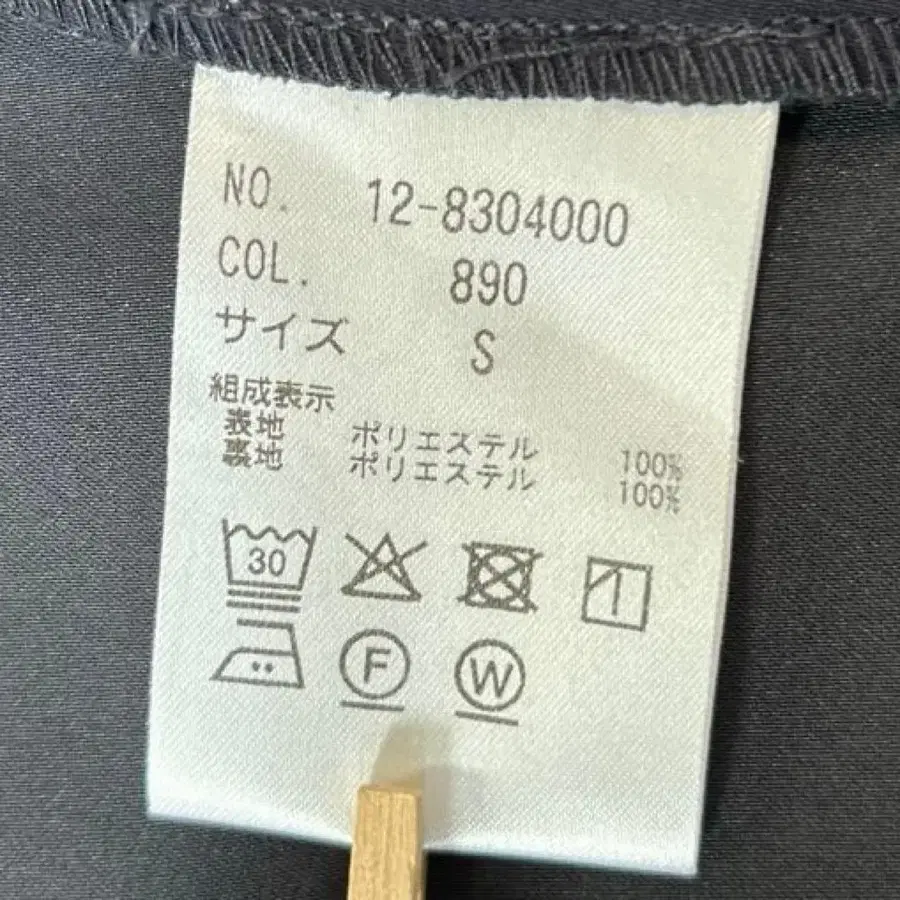 NO. 12-8304000
COL. 890
サイズ S
組成表示
表地 ポリエステル 100%
裏地 ポリエステル 100%
30
F W